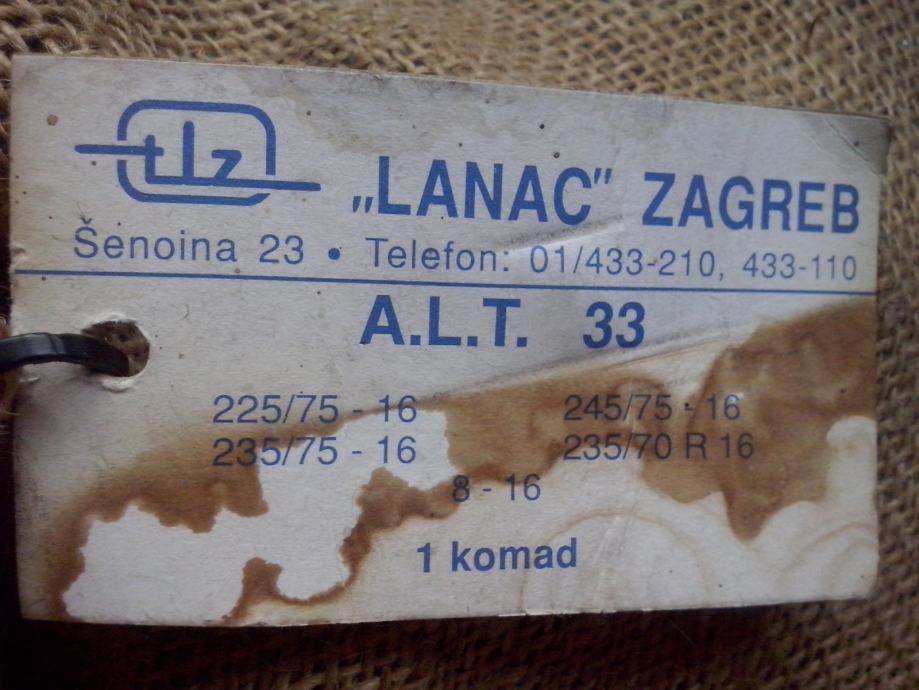 tlz „LANAC” ZAGREB
Šenoina 23 • Telefon: 01/433-210, 433-110
A.L.T. 33
225/75 - 16 245/75 - 16
235/75 - 16 235/70 R 16
8 - 16
1 komad